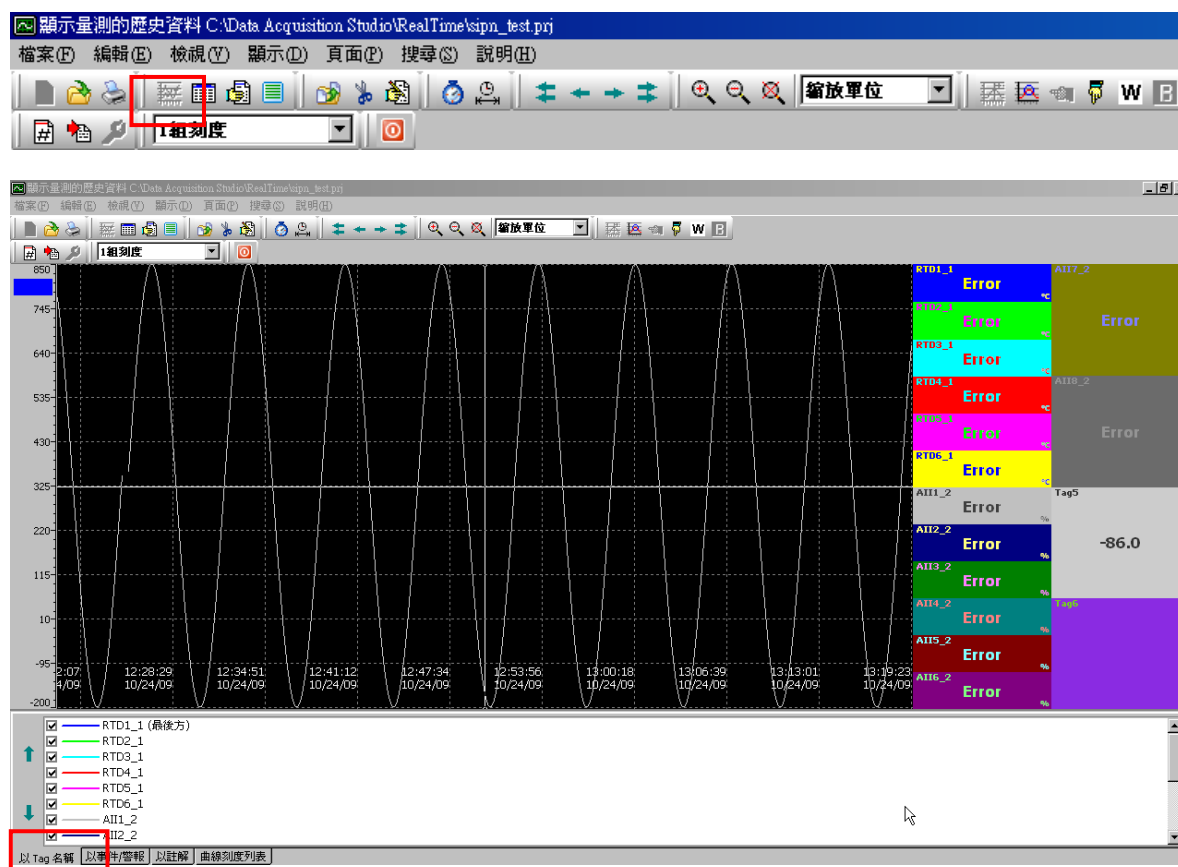 顯示量測的歷史資料 C:\Data Acquisition Studio\RealTime\sipn_test.prj
檔案(F) 編輯(E) 檢視(V) 顯示(D) 頁面(P) 搜尋(S) 說明(H)
縮放單位
W B
1組刻度
顯示量測的歷史資料 C:\Data Acquisition Studio\RealTime\sipn_test.prj
檔案(F) 編輯(E) 檢視(V) 顯示(D) 頁面(P) 搜尋(S) 說明(H)
縮放單位
W B
1組刻度
850
745
640
535
430
325
220
115
10
-95
-200
2:07 12:28:29 12:34:51 12:41:12 12:47:34 12:53:56 13:00:18 13:06:39 13:13:01 13:19:23
4/09 10/24/09 10/24/09 10/24/09 10/24/09 10/24/09 10/24/09 10/24/09 10/24/09 10/24/09
RTD1_1
Error
°C
RTD2_1
Error
°C
RTD3_1
Error
°C
RTD4_1
Error
°C
RTD5_1
Error
°C
RTD6_1
Error
°C
AII1_2
Error
%
AII2_2
Error
%
AII3_2
Error
%
AII4_2
Error
%
AII5_2
Error
%
AII6_2
Error
%
AII7_2
Error
AII8_2
Error
Tag5
-86.0
Tag6
RTD1_1 (最後方)
RTD2_1
RTD3_1
RTD4_1
RTD5_1
RTD6_1
AII1_2
AII2_2
以 Tag 名稱 以事件/警報 以註解 曲線刻度列表